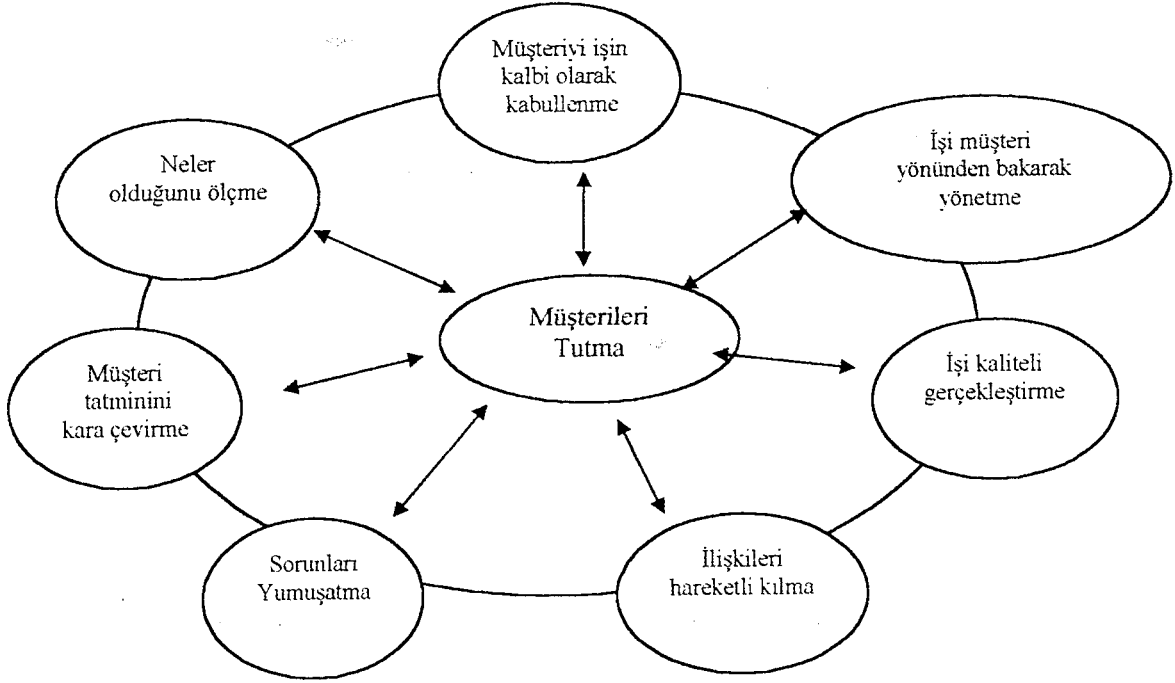 Müşteriyi işin
kalbi olarak
kabullenme
İşi müşteri
yönünden bakarak
yönetme
İşi kaliteli
gerçekleştirme
İlişkileri
hareketli kılma
Sorunları
Yumuşatma
Müşteri
tatminini
kara çevirme
Neler
olduğunu ölçme
Müşterileri
Tutma